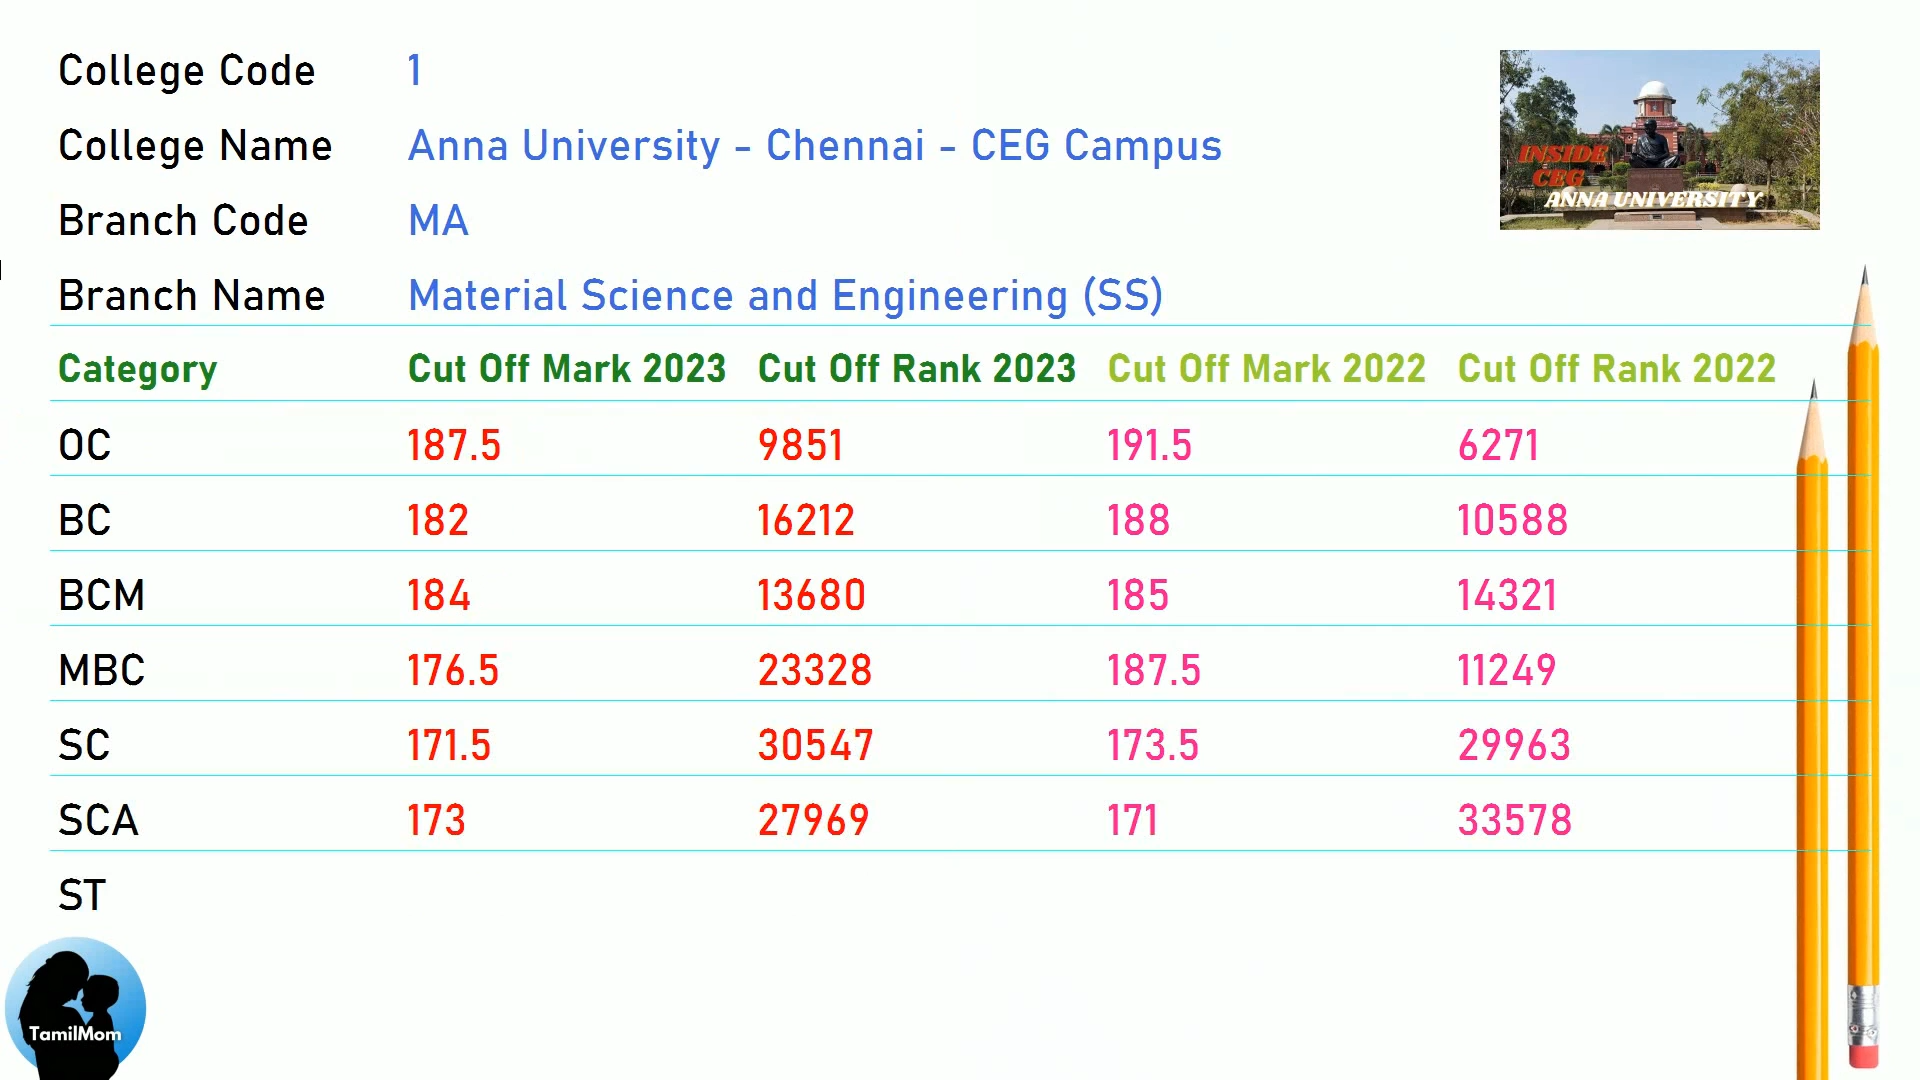 College Code 1
College Name Anna University - Chennai - CEG Campus
INSIDE
CEG
ANNA UNIVERSITY
Branch Code MA
Branch Name Material Science and Engineering (SS)
Category Cut Off Mark 2023 Cut Off Rank 2023 Cut Off Mark 2022 Cut Off Rank 2022
OC 187.5 9851 191.5 6271
BC 182 16212 188 10588
BCM 184 13680 185 14321
MBC 176.5 23328 187.5 11249
SC 171.5 30547 173.5 29963
SCA 173 27969 171 33578
ST
TamilMom